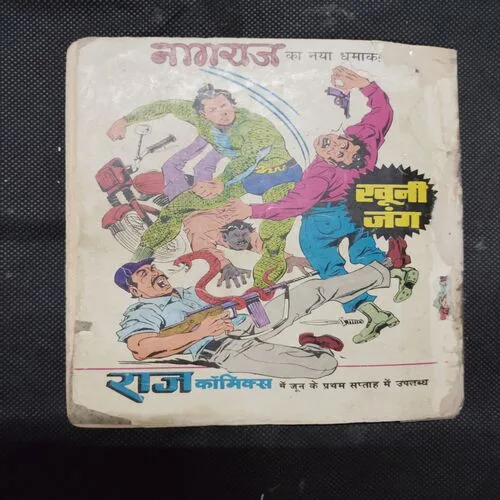 नागराज का नया धमाका
खूनी
जंग
राज कॉमिक्स में जून के प्रथम सप्ताह में उपलब्ध